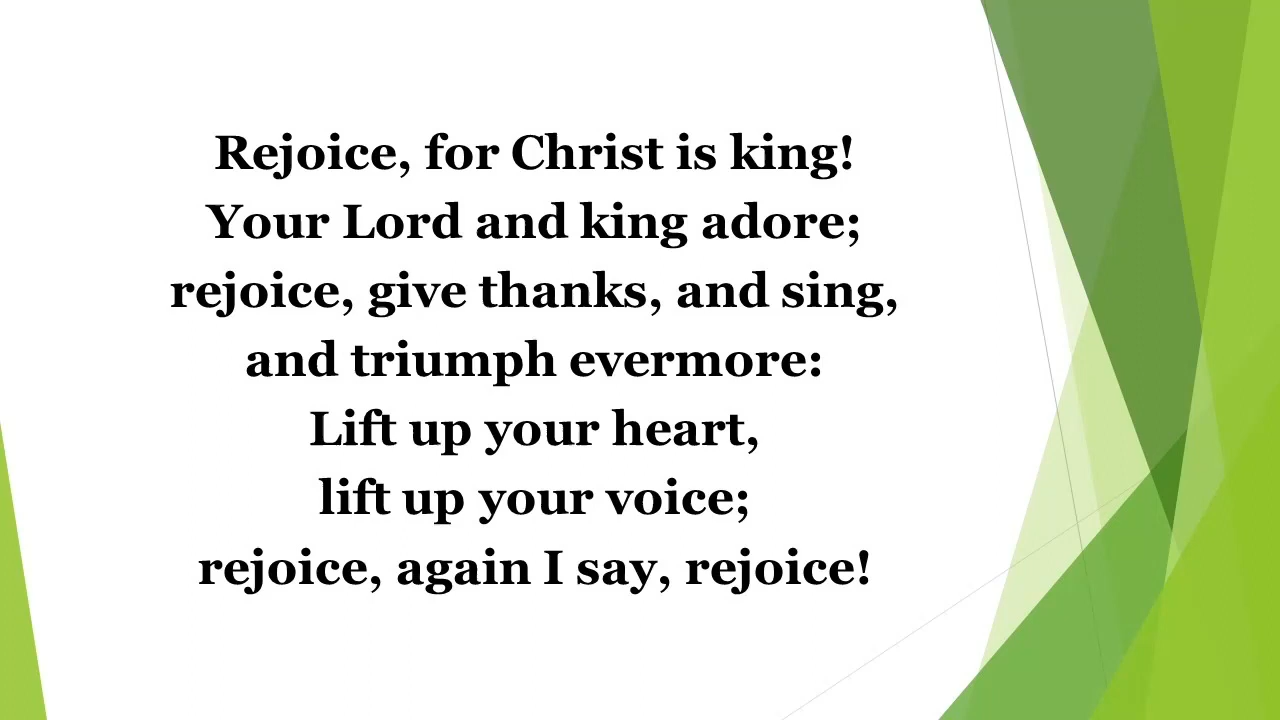 Rejoice, for Christ is king!
Your Lord and king adore;
rejoice, give thanks, and sing,
and triumph evermore:
Lift up your heart,
lift up your voice;
rejoice, again I say, rejoice!